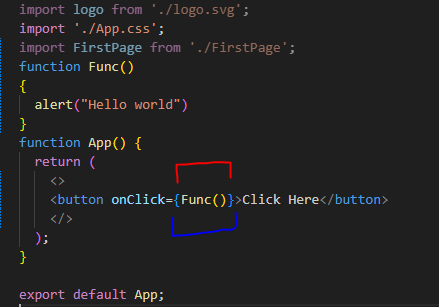 import logo from './logo.svg';
import './App.css';
import FirstPage from './FirstPage';
function Func()
{
  alert("Hello world")
}
function App() {
  return (
    <>
    <button onClick={Func()}>Click Here</button>
    </>
  );
}
export default App;